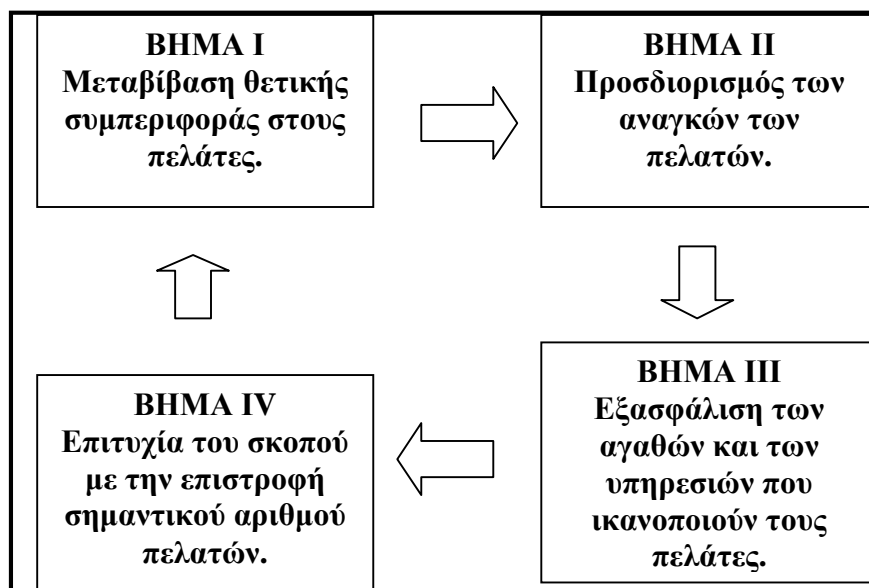 ΒΗΜΑ Ι
Μεταβίβαση θετικής
συμπεριφοράς στους
πελάτες.
ΒΗΜΑ ΙΙ
Προσδιορισμός των
αναγκών των
πελατών.
ΒΗΜΑ ΙΙΙ
Εξασφάλιση των
αγαθών και των
υπηρεσιών που
ικανοποιούν τους
πελάτες.
ΒΗΜΑ IV
Επιτυχία του σκοπού
με την επιστροφή
σημαντικού αριθμού
πελατών.